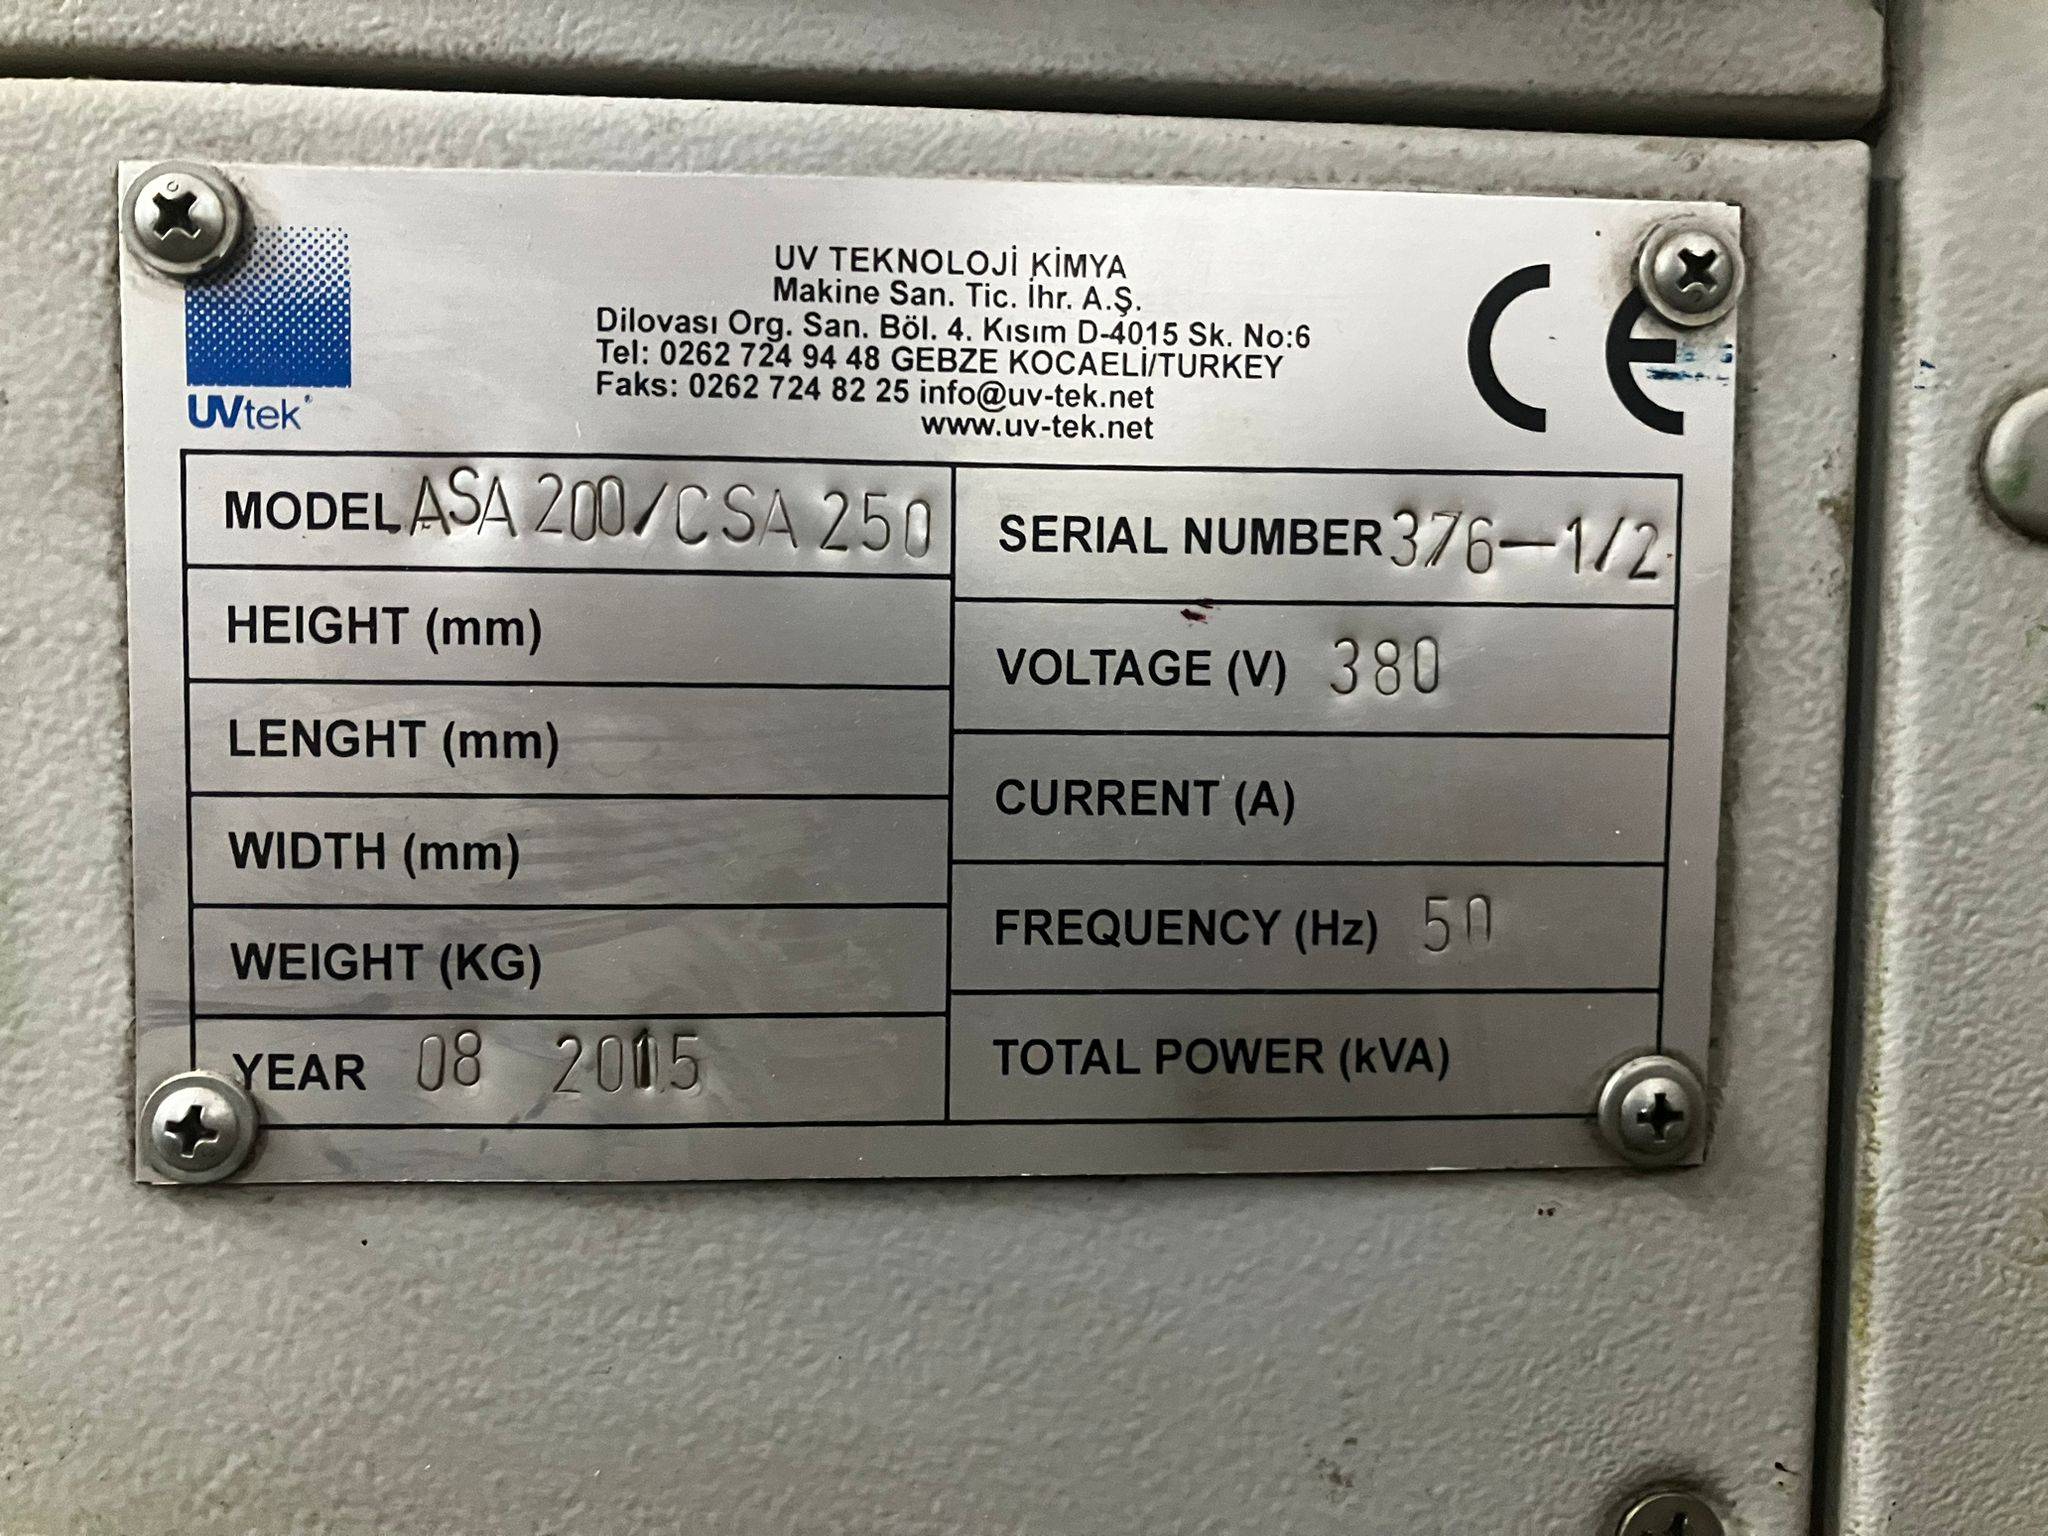 UVtek
UV TEKNOLOJİ KİMYA
Makine San. Tic. İhr. A.Ş.
Dilovası Org. San. Böl. 4. Kısım D-4015 Sk. No:6
Tel: 0262 724 94 48 GEBZE KOCAELİ/TURKEY
Faks: 0262 724 82 25 info@uv-tek.net
www.uv-tek.net
CE
MODEL ASA 200/CSA 250
HEIGHT (mm)
LENGHT (mm)
WIDTH (mm)
WEIGHT (KG)
YEAR 08 2015
SERIAL NUMBER 376-1/2
VOLTAGE (V) 380
CURRENT (A)
FREQUENCY (Hz) 50
TOTAL POWER (kVA)